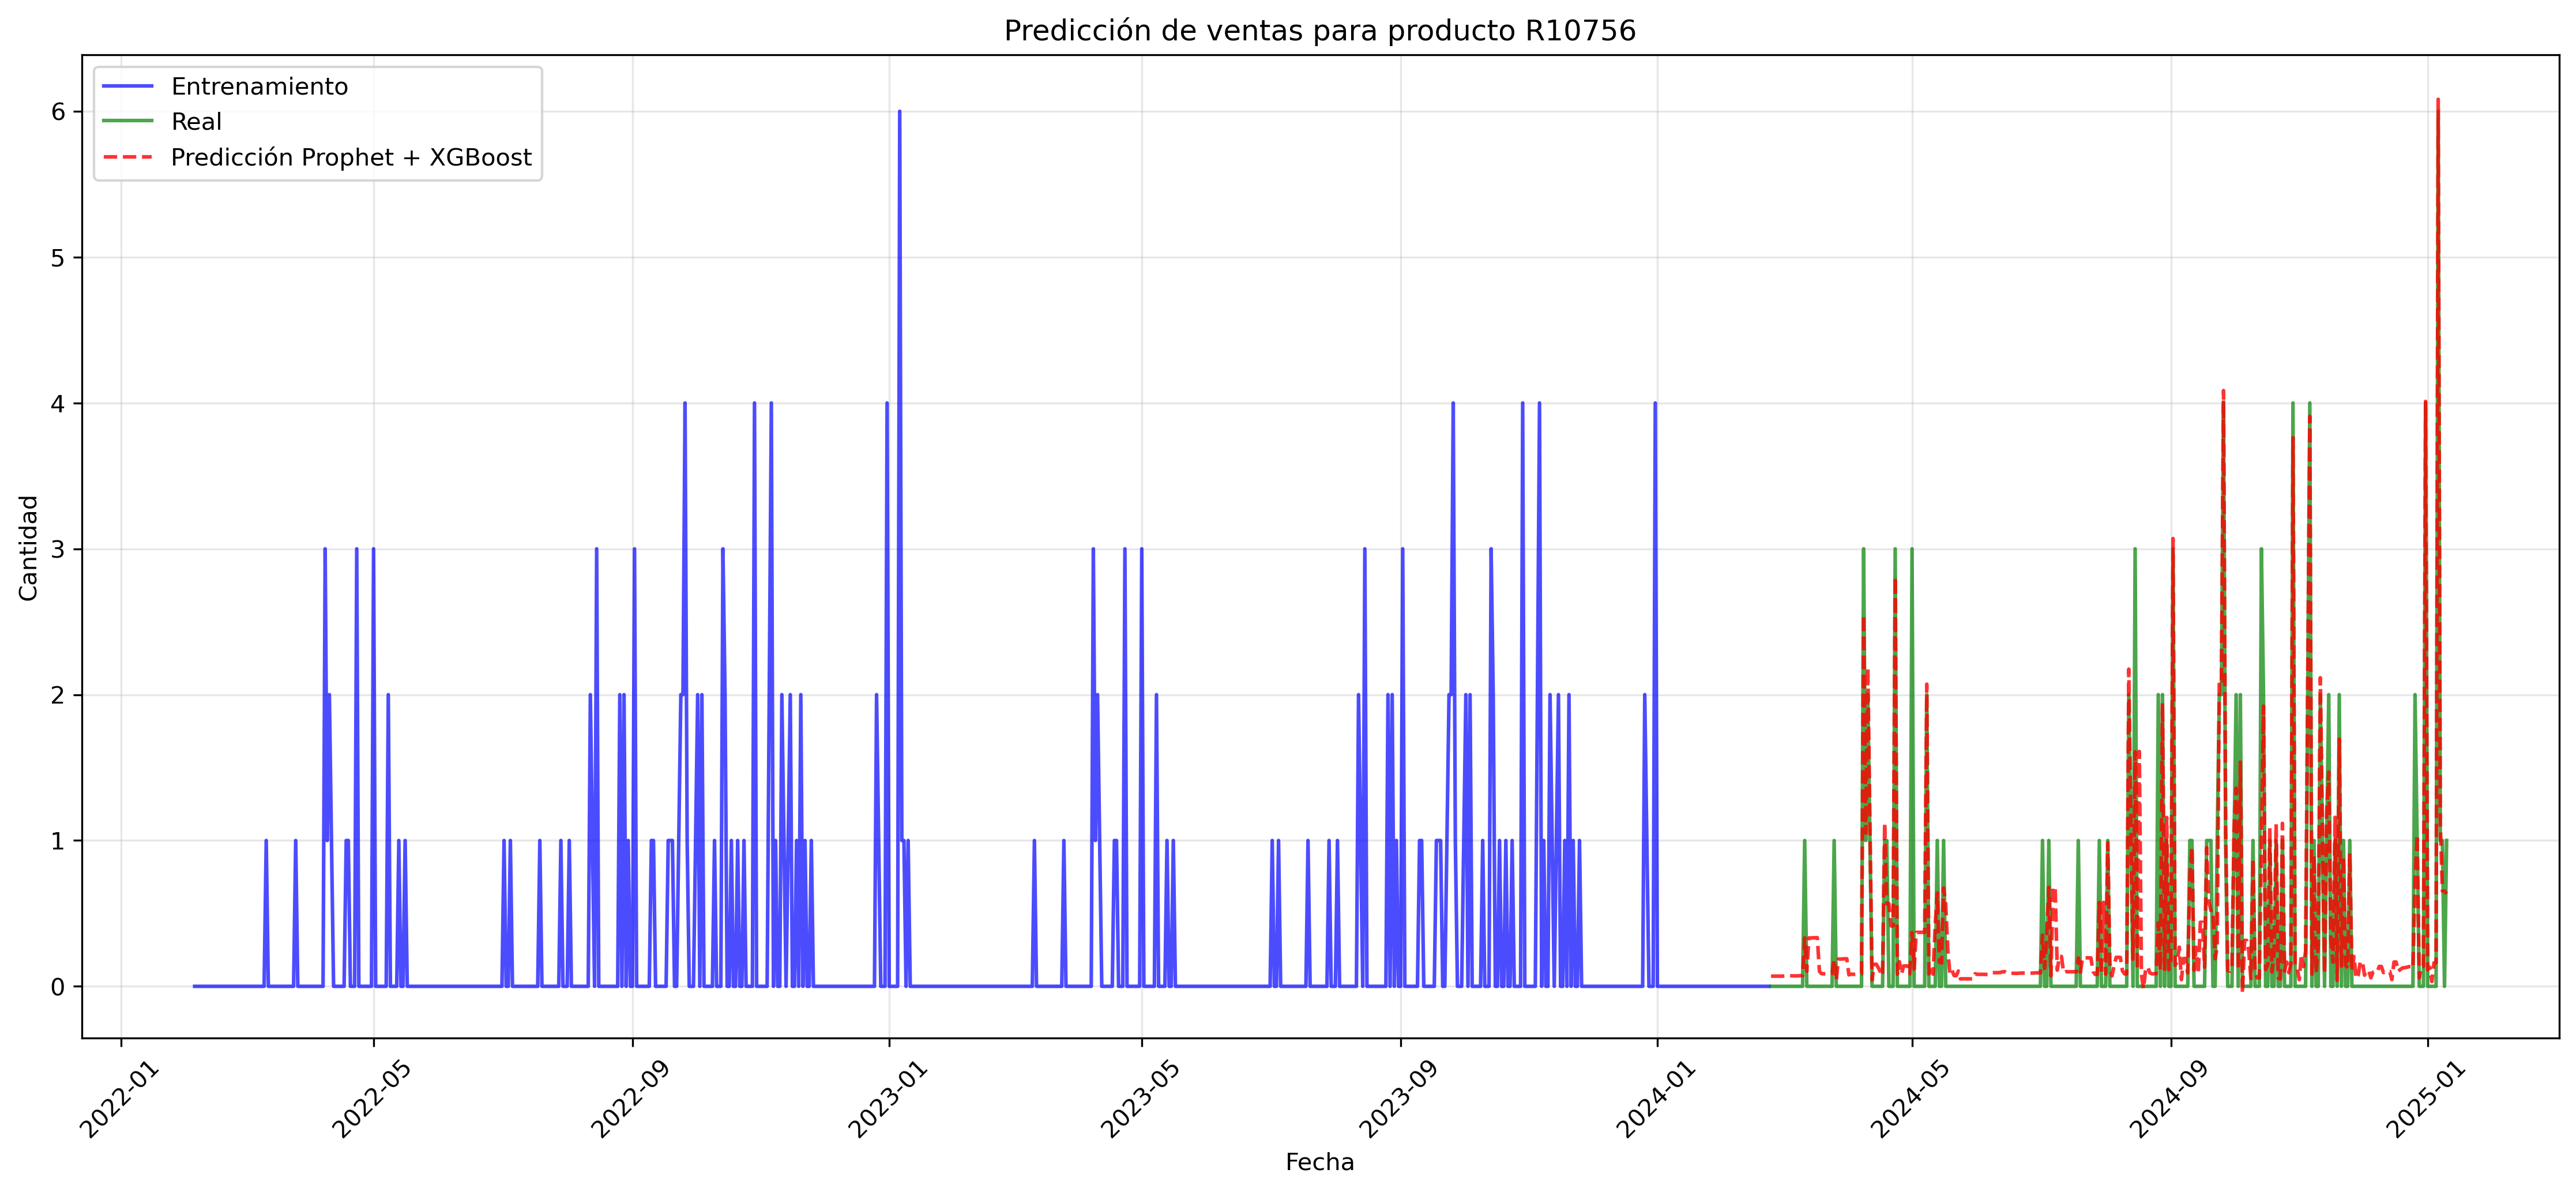 Predicción de ventas para producto R10756
Entrenamiento
Real
Predicción Prophet + XGBoost
6
5
4
3
2
1
0
Cantidad
2022-01
2022-05
2022-09
2023-01
2023-05
2023-09
2024-01
2024-05
2024-09
2025-01
Fecha